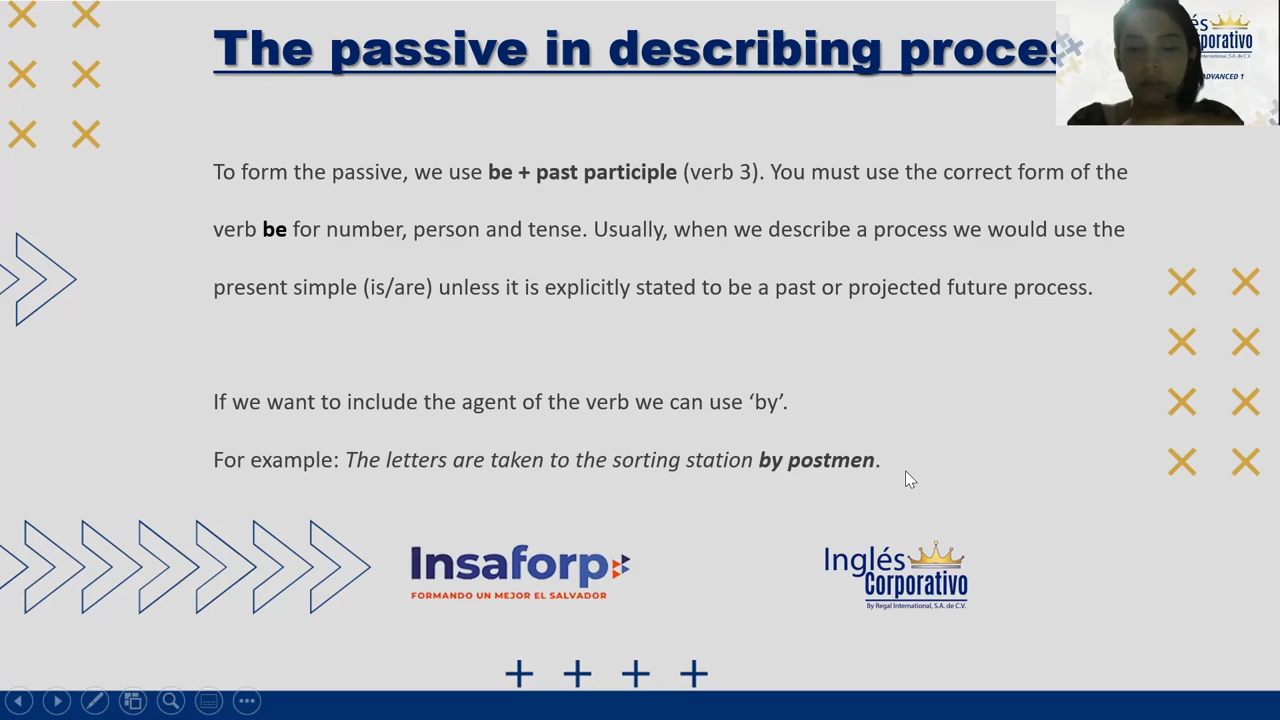 The passive in describing proces
és
rporativo
ADVANCED 1
To form the passive, we use be + past participle (verb 3). You must use the correct form of the
verb be for number, person and tense. Usually, when we describe a process we would use the
present simple (is/are) unless it is explicitly stated to be a past or projected future process.
If we want to include the agent of the verb we can use ‘by’.
For example: The letters are taken to the sorting station by postmen.
Insaforp
FORMANDO UN MEJOR EL SALVADOR
Inglés
Corporativo
By Regal International, S.A. de C.V.